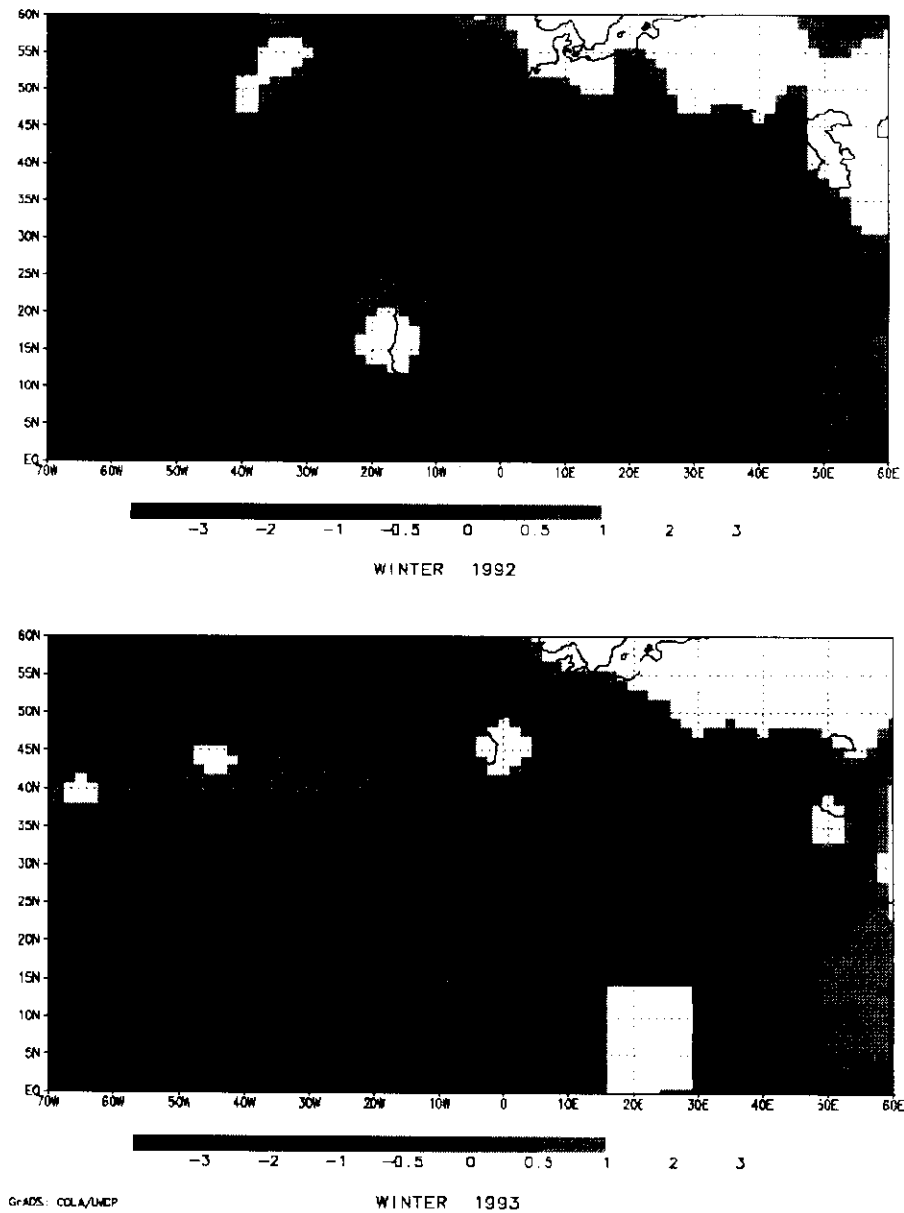 60N
55N
50N
45N
40N
35N
30N
25N
20N
15N
10N
5N
EQ
70W 60W 50W 40W 30W 20W 10W 0 10E 20E 30E 40E 50E 60E
-3 -2 -1 -0.5 0 0.5 1 2 3
WINTER 1992
60N
55N
50N
45N
40N
35N
30N
25N
20N
15N
10N
5N
EQ
70W 60W 50W 40W 30W 20W 10W 0 10E 20E 30E 40E 50E 60E
-3 -2 -1 -0.5 0 0.5 1 2 3
GrADS: COLA/UMCP WINTER 1993